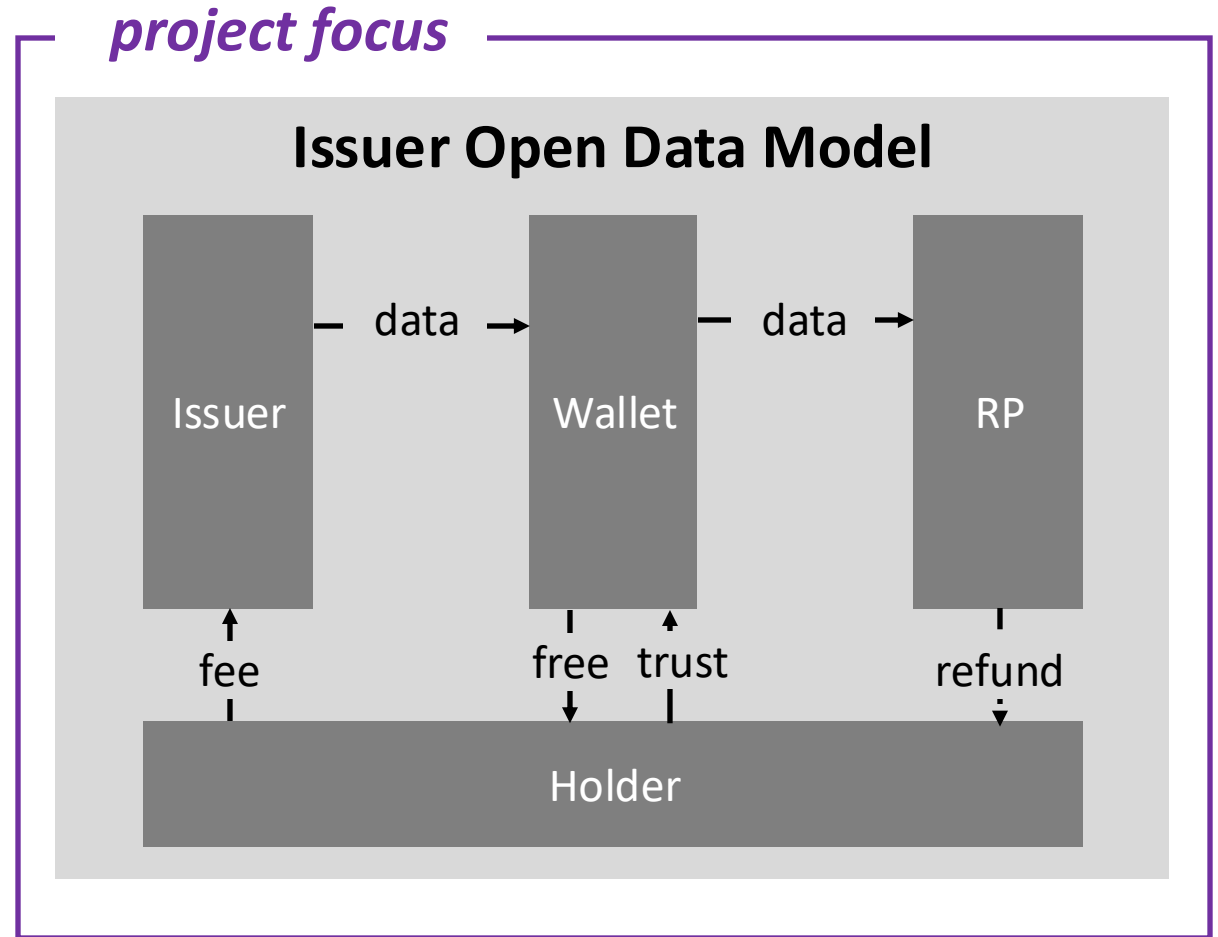 project focus
Issuer Open Data Model
data
data
Issuer
Wallet
RP
fee
free
trust
refund
Holder